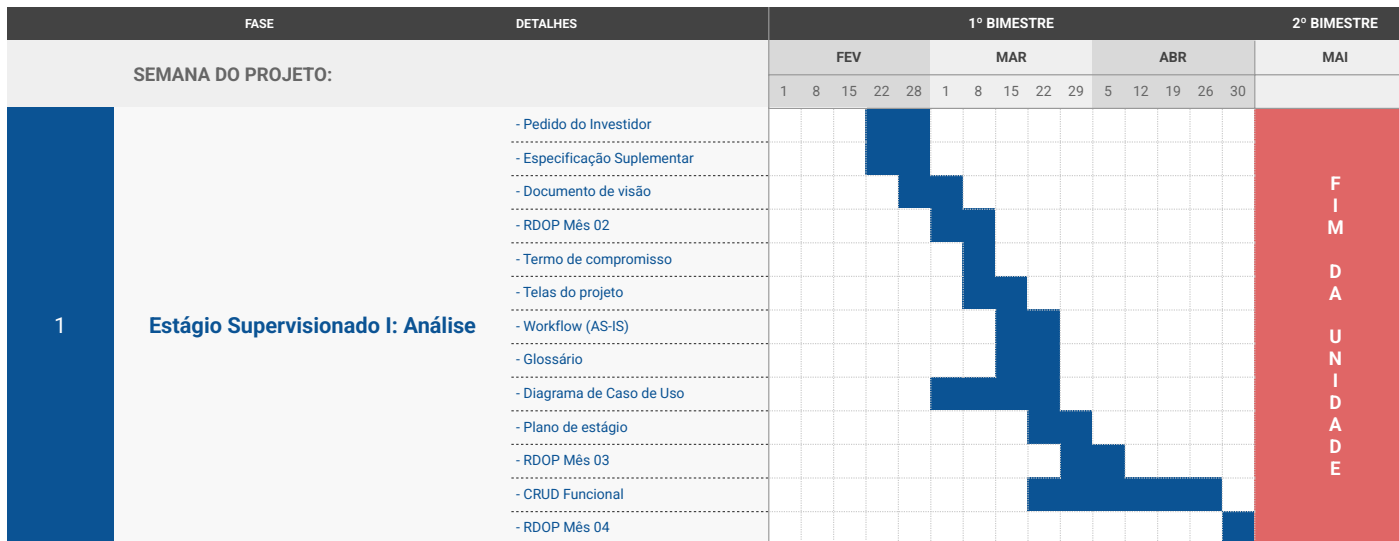 FASE DETALHES 1º BIMESTRE 2º BIMESTRE
SEMANA DO PROJETO:
FEV MAR ABR MAI
1 8 15 22 28 1 8 15 22 29 5 12 19 26 30
1
Estágio Supervisionado I: Análise
- Pedido do Investidor
- Especificação Suplementar
- Documento de visão
- RDOP Mês 02
- Termo de compromisso
- Telas do projeto
- Workflow (AS-IS)
- Glossário
- Diagrama de Caso de Uso
- Plano de estágio
- RDOP Mês 03
- CRUD Funcional
- RDOP Mês 04
FIM DA UNIDADE